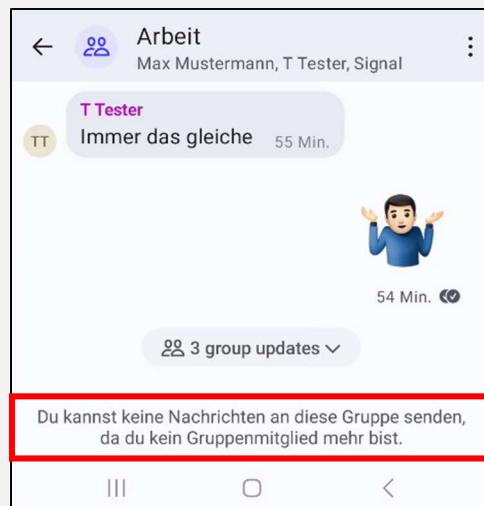 Arbeit
Max Mustermann, T Tester, Signal
T Tester
TT
Immer das gleiche 55 Min.
54 Min.
3 group updates
Du kannst keine Nachrichten an diese Gruppe senden,
da du kein Gruppenmitglied mehr bist.